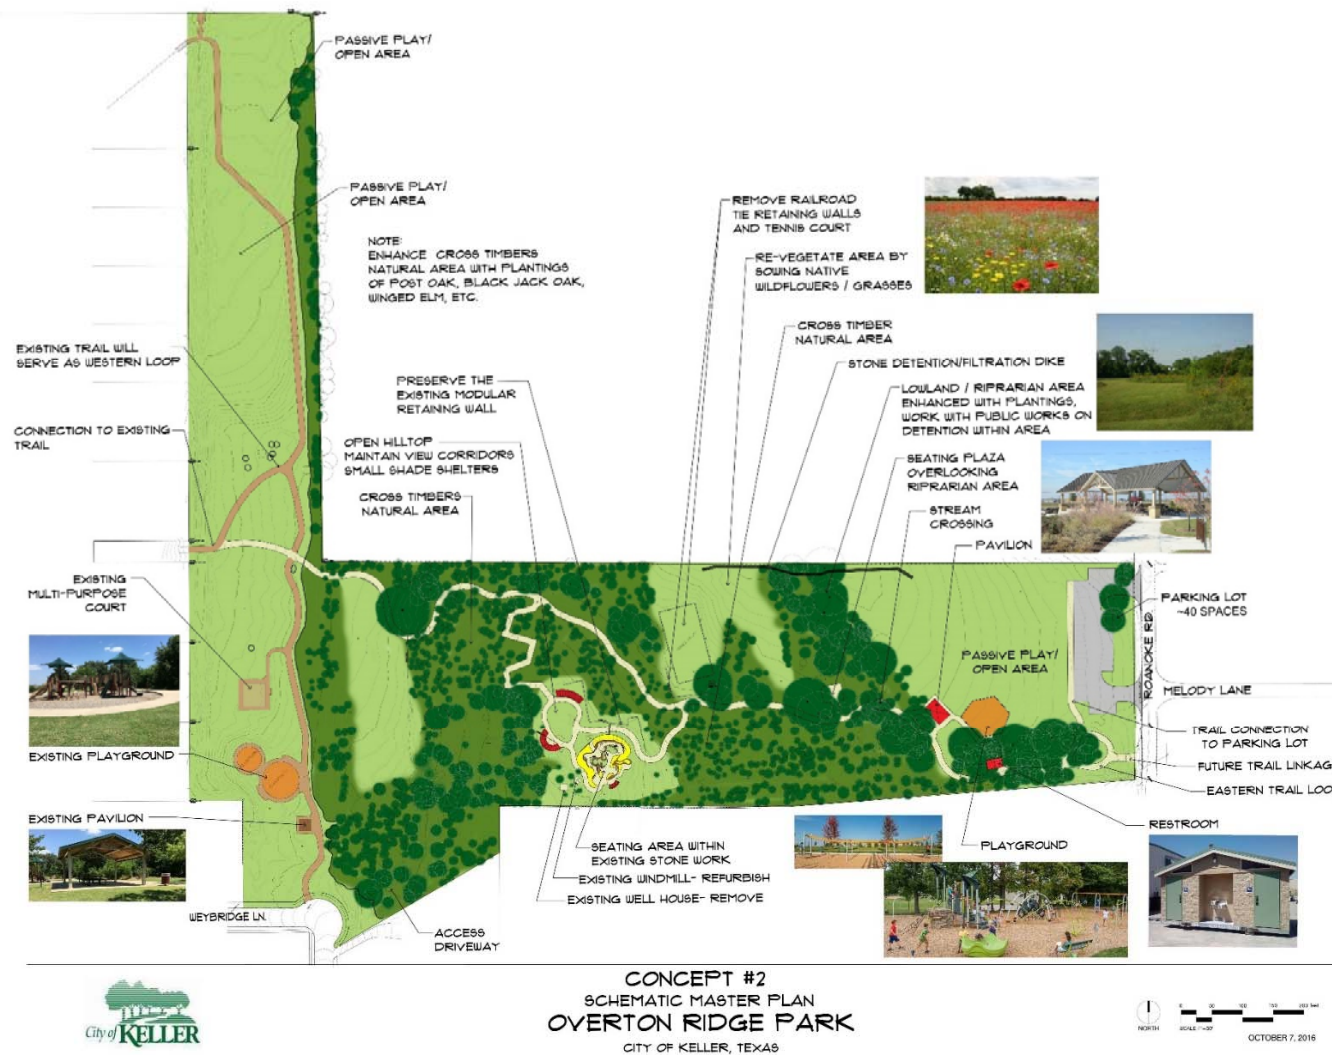 PASSIVE PLAY/
OPEN AREA
PASSIVE PLAY/
OPEN AREA
NOTE:
ENHANCE CROSS TIMBERS
NATURAL AREA WITH PLANTINGS
OF POST OAK, BLACK JACK OAK,
WINGED ELM, ETC.
REMOVE RAILROAD
TIE RETAINING WALLS
AND TENNIS COURT
RE-VEGETATE AREA BY
SOWING NATIVE
WILDFLOWERS / GRASSES
CROSS TIMBER
NATURAL AREA
STONE DETENTION/FILTRATION DIKE
LOWLAND / RIPRARIAN AREA
ENHANCED WITH PLANTINGS,
WORK WITH PUBLIC WORKS ON
DETENTION WITHIN AREA
SEATING PLAZA
OVERLOOKING
RIPRARIAN AREA
STREAM
CROSSING
PAVILION
EXISTING TRAIL WILL
SERVE AS WESTERN LOOP
CONNECTION TO EXISTING
TRAIL
PRESERVE THE
EXISTING MODULAR
RETAINING WALL
OPEN HILLTOP
MAINTAIN VIEW CORRIDORS
SMALL SHADE SHELTERS
CROSS TIMBERS
NATURAL AREA
EXISTING
MULTI-PURPOSE
COURT
EXISTING PLAYGROUND
EXISTING PAVILION
WEYBRIDGE LN.
ACCESS
DRIVEWAY
SEATING AREA WITHIN
EXISTING STONE WORK
EXISTING WINDMILL- REFURBISH
EXISTING WELL HOUSE- REMOVE
PASSIVE PLAY/
OPEN AREA
PARKING LOT
~40 SPACES
ROANOKE RD.
MELODY LANE
TRAIL CONNECTION
TO PARKING LOT
FUTURE TRAIL LINKAG
EASTERN TRAIL LOO
RESTROOM
PLAYGROUND
City of KELLER
CONCEPT #2
SCHEMATIC MASTER PLAN
OVERTON RIDGE PARK
CITY OF KELLER, TEXAS
NORTH
OCTOBER 7, 2016